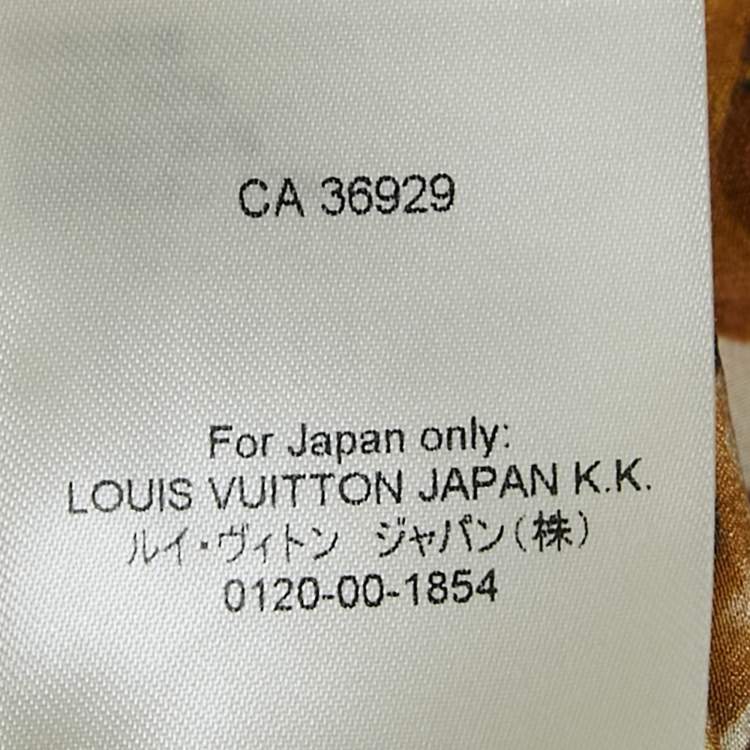 CA 36929
For Japan only:
LOUIS VUITTON JAPAN K.K.
ルイ・ヴィトン ジャパン(株)
0120-00-1854